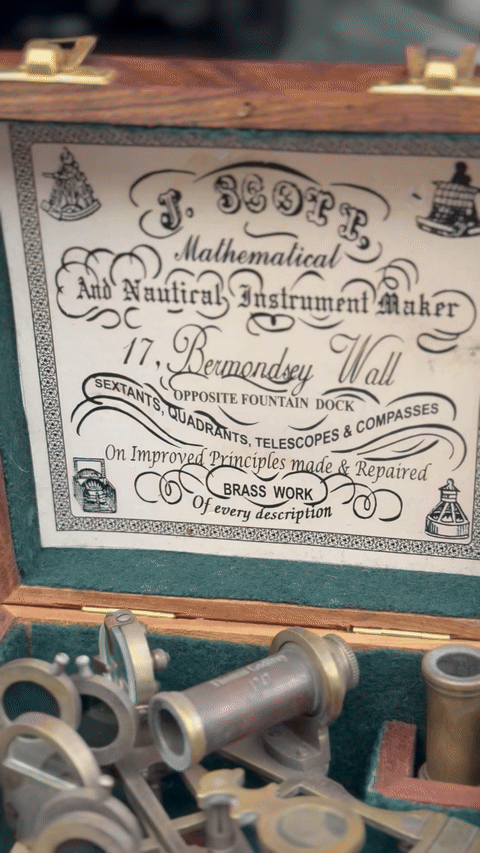 J. SCOTT.
Mathematical
And Nautical Instrument Maker
17, Bermondsey Wall
OPPOSITE FOUNTAIN DOCK
SEXTANTS, QUADRANTS, TELESCOPES & COMPASSES
On Improved Principles made & Repaired
BRASS WORK
Of every description